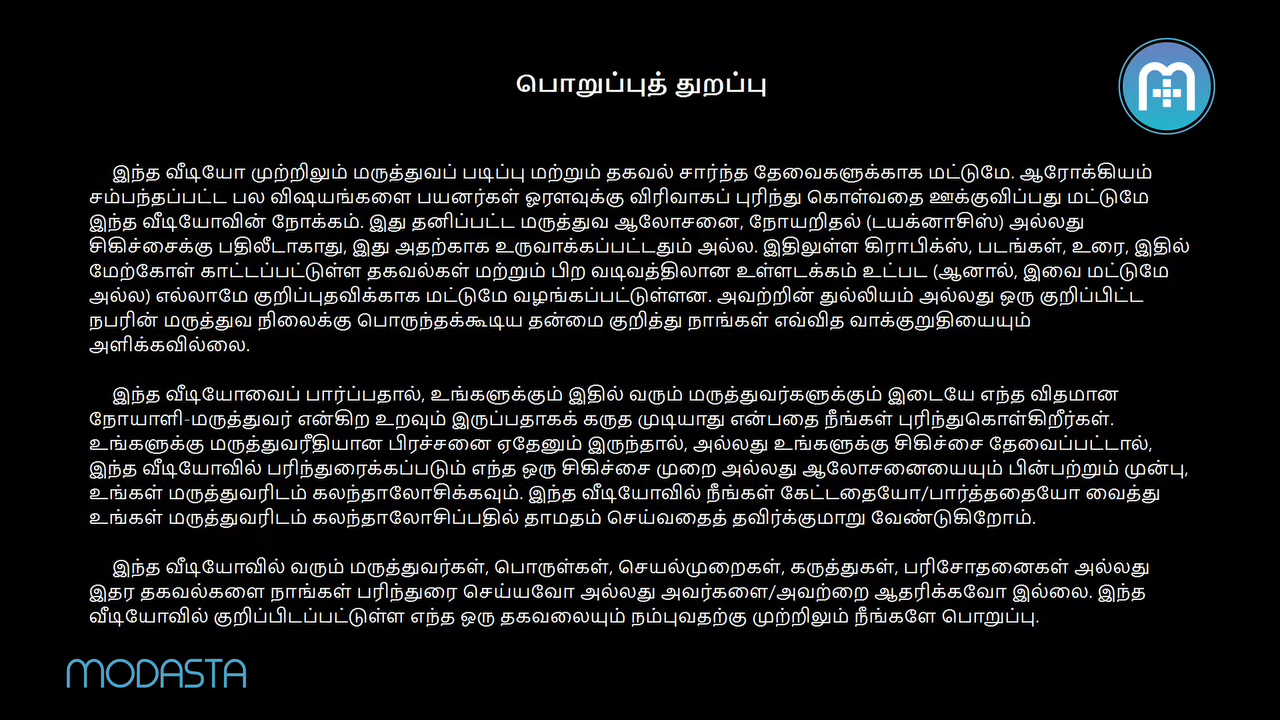 பொறுப்புத் துறப்பு
இந்த வீடியோ முற்றிலும் மருத்துவப் படிப்பு மற்றும் தகவல் சார்ந்த தேவைகளுக்காக மட்டுமே. ஆரோக்கியம்
சம்பந்தப்பட்ட பல விஷயங்களை பயனர்கள் ஓரளவுக்கு விரிவாகப் புரிந்து கொள்வதை ஊக்குவிப்பது மட்டுமே
இந்த வீடியோவின் நோக்கம். இது தனிப்பட்ட மருத்துவ ஆலோசனை, நோயறிதல் (டயக்னாசிஸ்) அல்லது
சிகிச்சைக்கு பதிலீடாகாது, இது அதற்காக உருவாக்கப்பட்டதும் அல்ல. இதிலுள்ள கிராபிக்ஸ், படங்கள், உரை, இதில்
மேற்கோள் காட்டப்பட்டுள்ள தகவல்கள் மற்றும் பிற வடிவத்திலான உள்ளடக்கம் உட்பட (ஆனால், இவை மட்டுமே
அல்ல) எல்லாமே குறிப்புதவிக்காக மட்டுமே வழங்கப்பட்டுள்ளன. அவற்றின் துல்லியம் அல்லது ஒரு குறிப்பிட்ட
நபரின் மருத்துவ நிலைக்கு பொருந்தக்கூடிய தன்மை குறித்து நாங்கள் எவ்வித வாக்குறுதியையும்
அளிக்கவில்லை.
இந்த வீடியோவைப் பார்ப்பதால், உங்களுக்கும் இதில் வரும் மருத்துவர்களுக்கும் இடையே எந்த விதமான
நோயாளி-மருத்துவர் என்கிற உறவும் இருப்பதாகக் கருத முடியாது என்பதை நீங்கள் புரிந்துகொள்கிறீர்கள்.
உங்களுக்கு மருத்துவரீதியான பிரச்சனை ஏதேனும் இருந்தால், அல்லது உங்களுக்கு சிகிச்சை தேவைப்பட்டால்,
இந்த வீடியோவில் பரிந்துரைக்கப்படும் எந்த ஒரு சிகிச்சை முறை அல்லது ஆலோசனையையும் பின்பற்றும் முன்பு,
உங்கள் மருத்துவரிடம் கலந்தாலோசிக்கவும். இந்த வீடியோவில் நீங்கள் கேட்டதையோ/பார்த்ததையோ வைத்து
உங்கள் மருத்துவரிடம் கலந்தாலோசிப்பதில் தாமதம் செய்வதைத் தவிர்க்குமாறு வேண்டுகிறோம்.
இந்த வீடியோவில் வரும் மருத்துவர்கள், பொருள்கள், செயல்முறைகள், கருத்துகள், பரிசோதனைகள் அல்லது
இதர தகவல்களை நாங்கள் பரிந்துரை செய்யவோ அல்லது அவர்களை/அவற்றை ஆதரிக்கவோ இல்லை. இந்த
வீடியோவில் குறிப்பிடப்பட்டுள்ள எந்த ஒரு தகவலையும் நம்புவதற்கு முற்றிலும் நீங்களே பொறுப்பு.
MODASTA